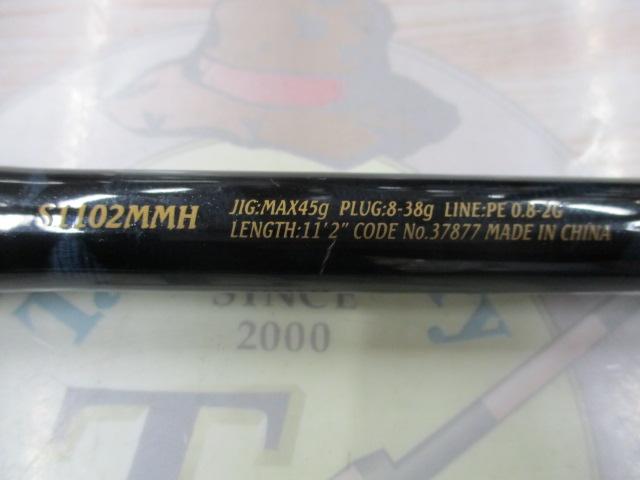 S1102MMH
JIG:MAX45g PLUG:8-38g LINE:PE 0.8-2G
LENGTH:11'2" CODE No.37877 MADE IN CHINA
SINCE
2000
T